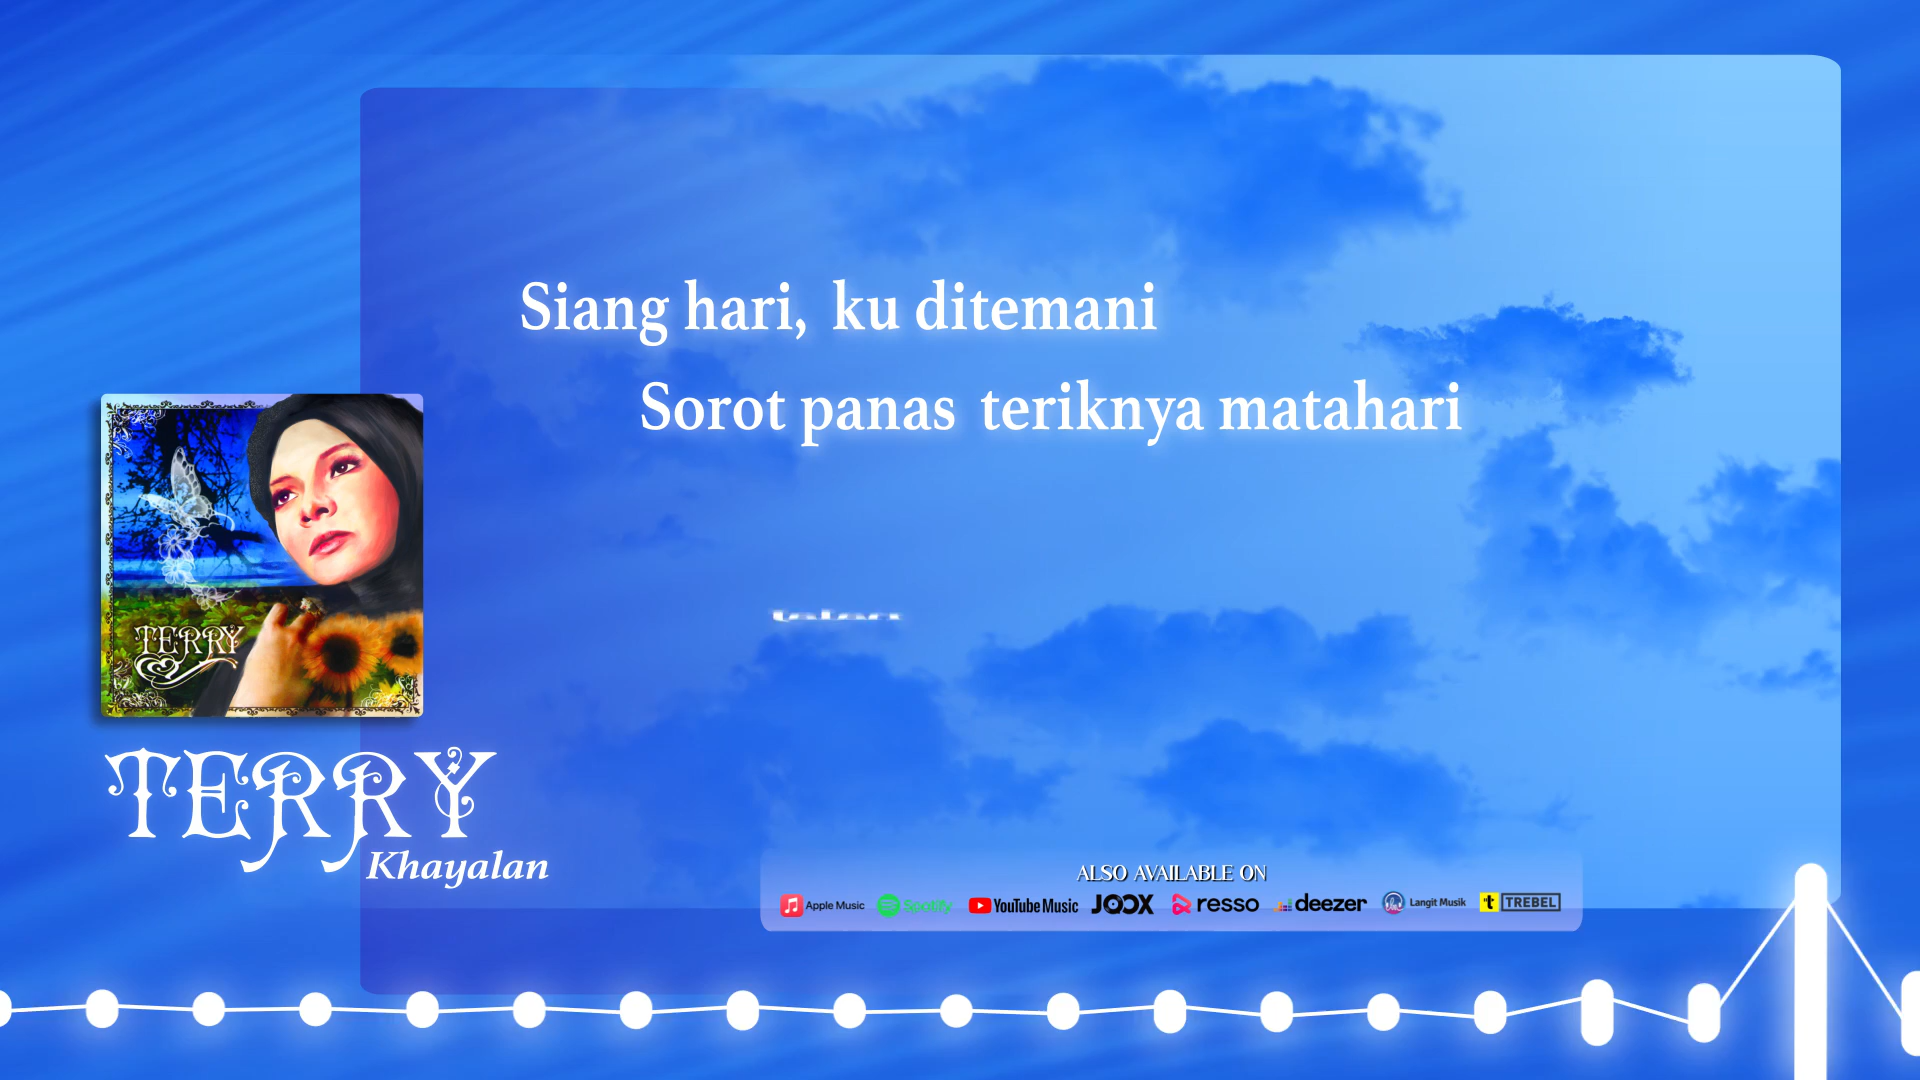 Siang hari, ku ditemani
Sorot panas teriknya matahari
TERRY
TERRY
Khayalan
ALSO AVAILABLE ON
Apple Music Spotify YouTube Music JOOX resso deezer Langit Musik t TREBEL